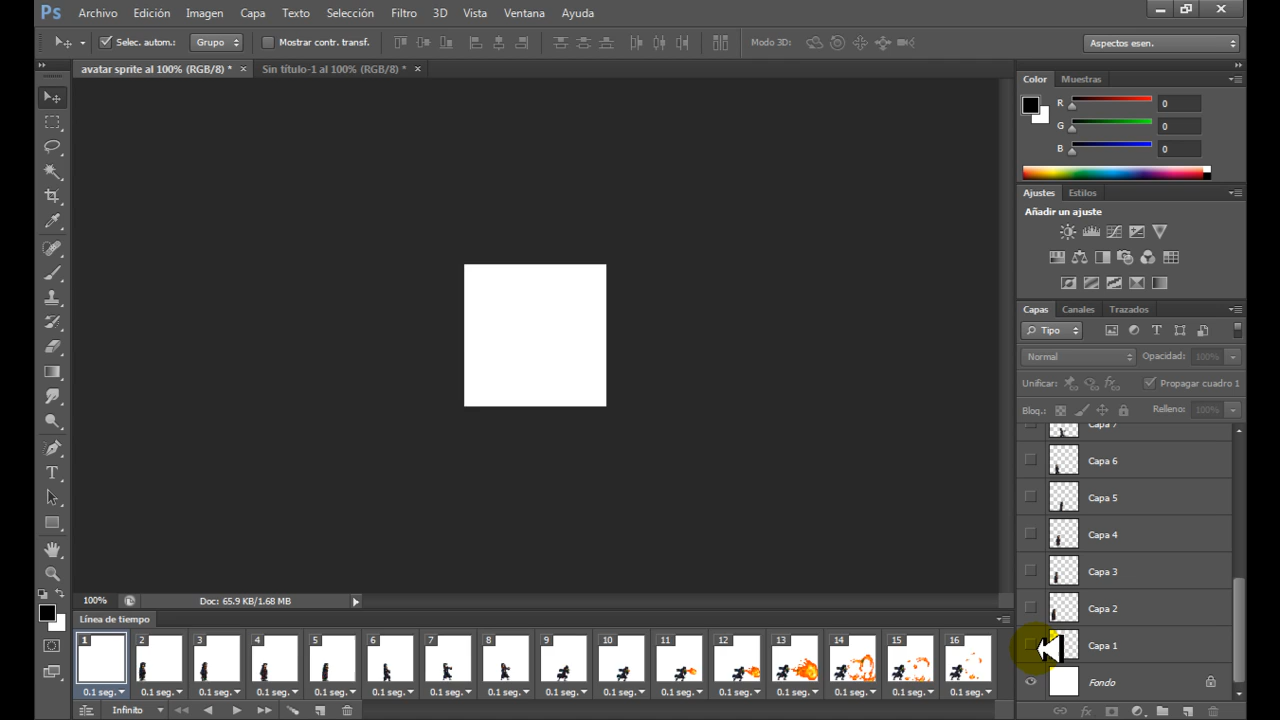 Ps Archivo Edición Imagen Capa Texto Selección Filtro 3D Vista Ventana Ayuda
Selec. autom.: Grupo Mostrar contr. transf. Modo 3D: Aspectos esen.
avatar sprite al 100% (RGB/8) * × Sin título-1 al 100% (RGB/8) * ×
Color Muestras
R 0
G 0
B 0
Ajustes Estilos
Añadir un ajuste
Capas Canales Trazados
Tipo
Normal Opacidad: 100%
Unificar: Propagar cuadro 1
Bloq.: Relleno: 100%
Capa 7
Capa 6
Capa 5
Capa 4
Capa 3
Capa 2
Capa 1
Fondo
100% Doc: 65.9 KB/1.68 MB
Línea de tiempo
1 2 3 4 5 6 7 8 9 10 11 12 13 14 15 16
0.1 seg. 0.1 seg. 0.1 seg. 0.1 seg. 0.1 seg. 0.1 seg. 0.1 seg. 0.1 seg. 0.1 seg. 0.1 seg. 0.1 seg. 0.1 seg. 0.1 seg. 0.1 seg. 0.1 seg. 0.1 seg.
Infinito